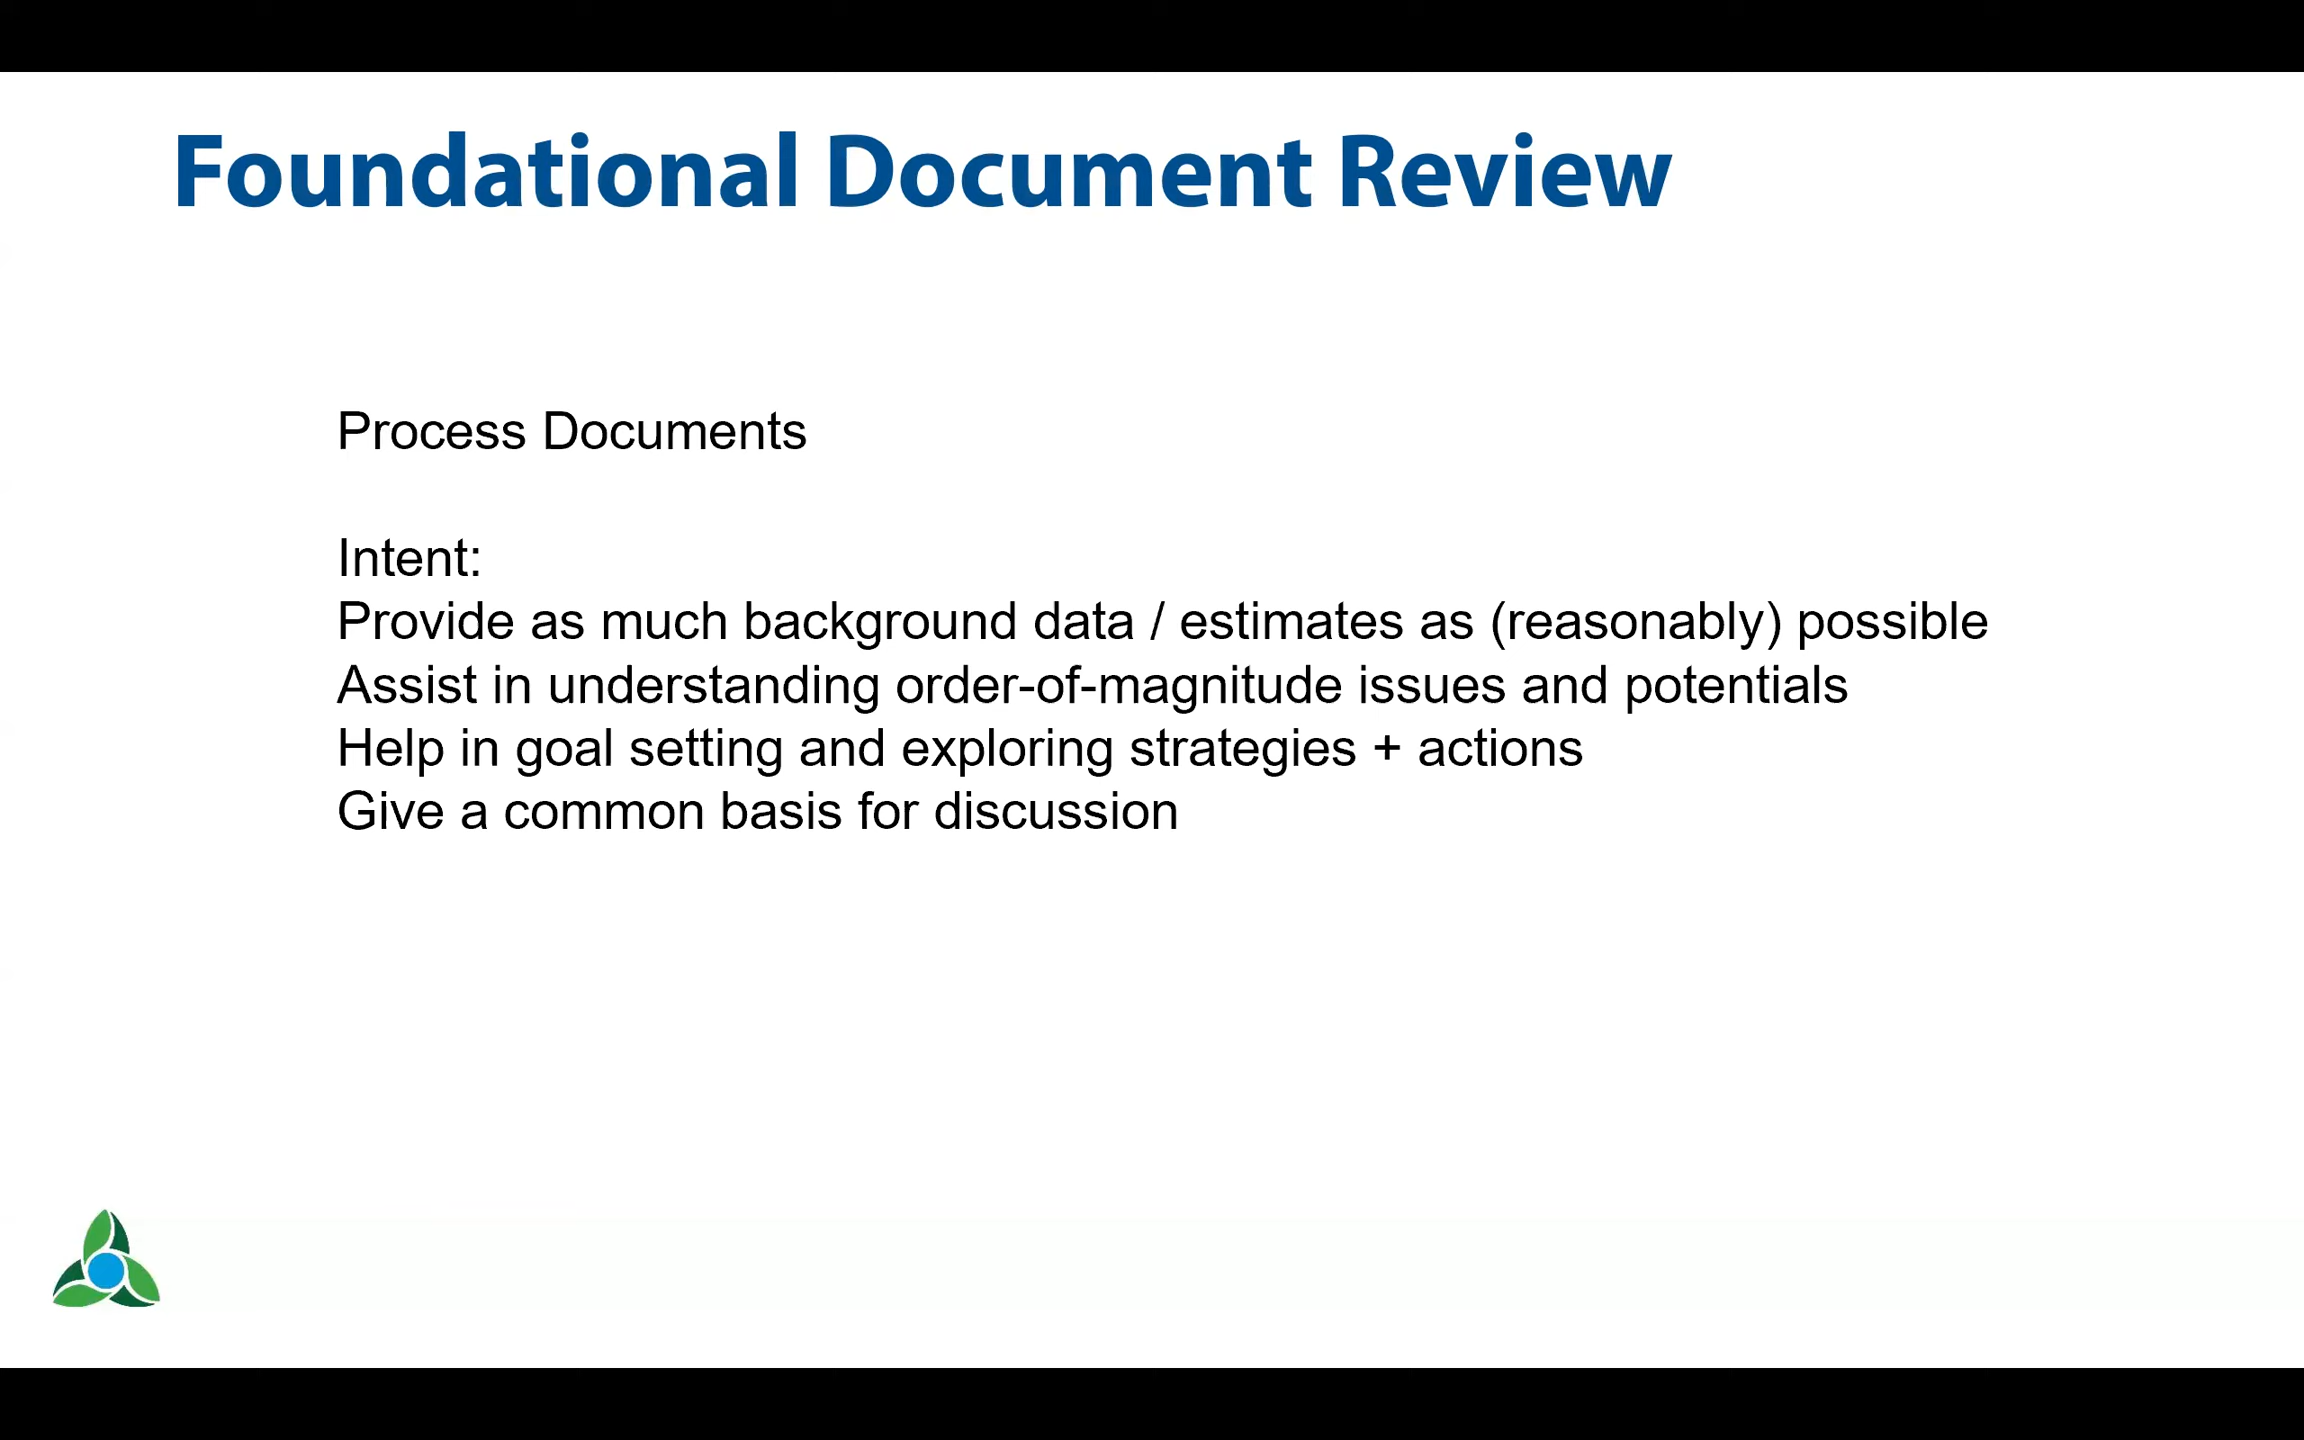 Foundational Document Review
Process Documents
Intent:
Provide as much background data / estimates as (reasonably) possible
Assist in understanding order-of-magnitude issues and potentials
Help in goal setting and exploring strategies + actions
Give a common basis for discussion